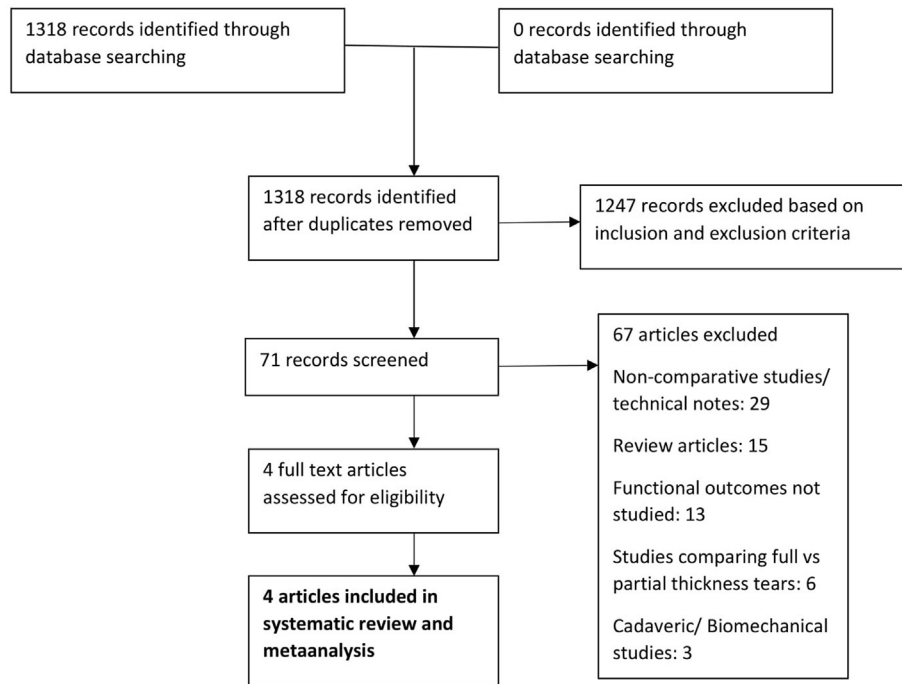 1318 records identified through
database searching
0 records identified through
database searching
1318 records identified
after duplicates removed
1247 records excluded based on
inclusion and exclusion criteria
71 records screened
67 articles excluded
Non-comparative studies/
technical notes: 29
Review articles: 15
Functional outcomes not
studied: 13
Studies comparing full vs
partial thickness tears: 6
Cadaveric/ Biomechanical
studies: 3
4 full text articles
assessed for eligibility
4 articles included in
systematic review and
metaanalysis